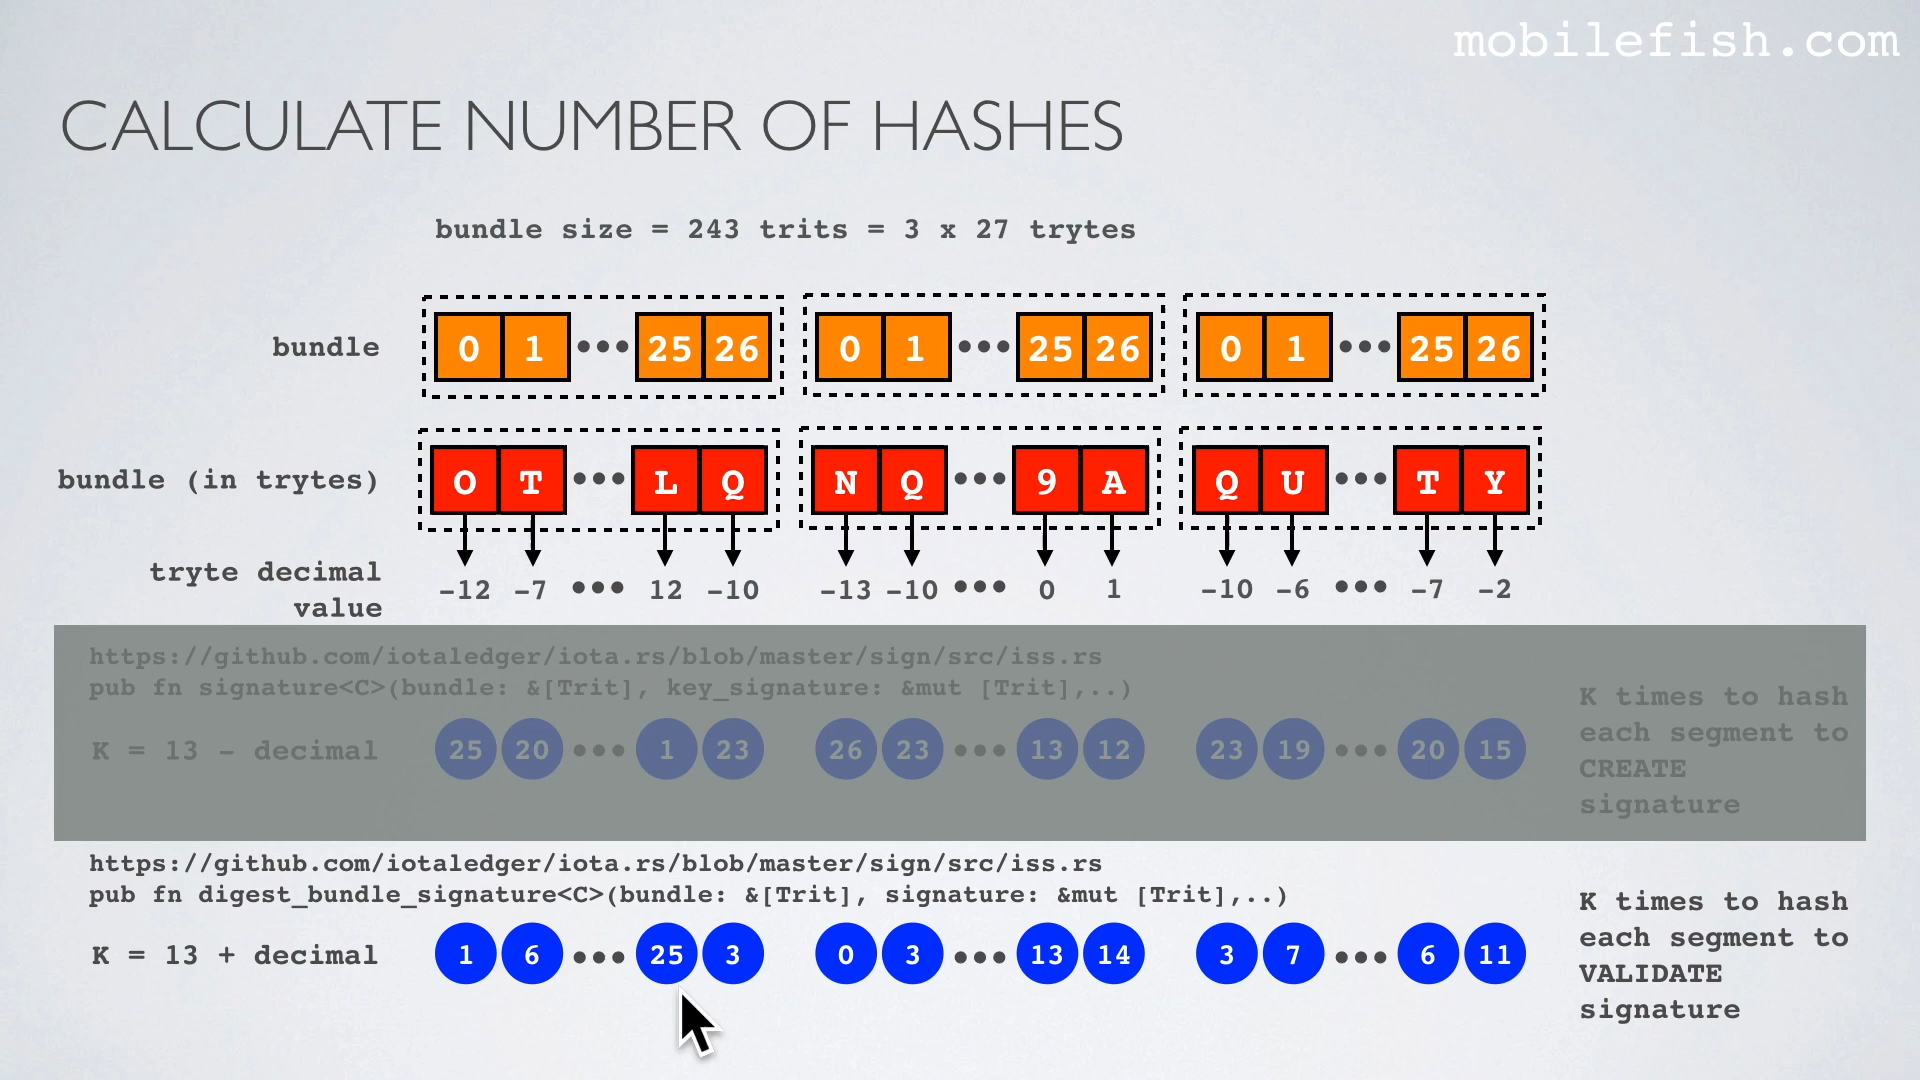 mobilefish.com
CALCULATE NUMBER OF HASHES
bundle size = 243 trits = 3 x 27 trytes
bundle 0 1 ••• 25 26 0 1 ••• 25 26 0 1 ••• 25 26
bundle (in trytes) O T ••• L Q N Q ••• 9 A Q U ••• T Y
tryte decimal
value
-12 -7 ••• 12 -10 -13 -10 ••• 0 1 -10 -6 ••• -7 -2
https://github.com/iotaledger/iota.rs/blob/master/sign/src/iss.rs
pub fn signature<C>(bundle: &[Trit], key_signature: &mut [Trit],..)
K = 13 - decimal 25 20 ••• 1 23 26 23 ••• 13 12 23 19 ••• 20 15
K times to hash
each segment to
CREATE
signature
https://github.com/iotaledger/iota.rs/blob/master/sign/src/iss.rs
pub fn digest_bundle_signature<C>(bundle: &[Trit], signature: &mut [Trit],..)
K = 13 + decimal 1 6 ••• 25 3 0 3 ••• 13 14 3 7 ••• 6 11
K times to hash
each segment to
VALIDATE
signature